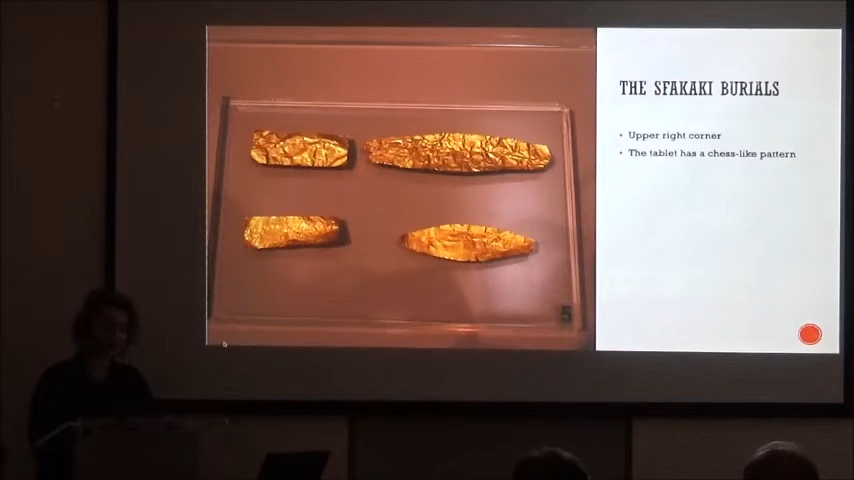 THE SFAKAKI BURIALS
• Upper right corner
• The tablet has a chess-like pattern
5